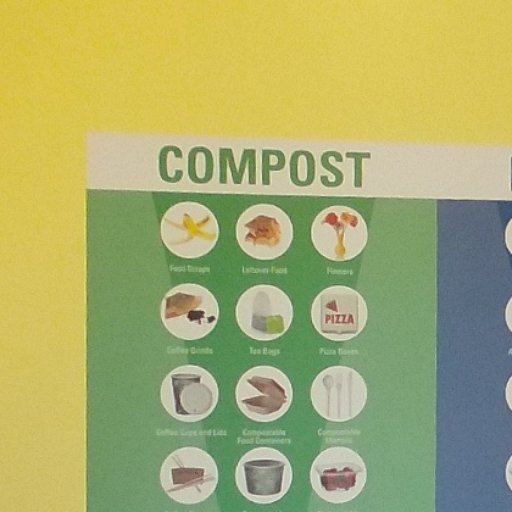 COMPOST
Food Scraps
Leftover Food
Flowers
Coffee Grinds
Tea Bags
PIZZA
Pizza Boxes
Coffee Cups and Lids
Compostable
Food Containers
Compostable
Utensils